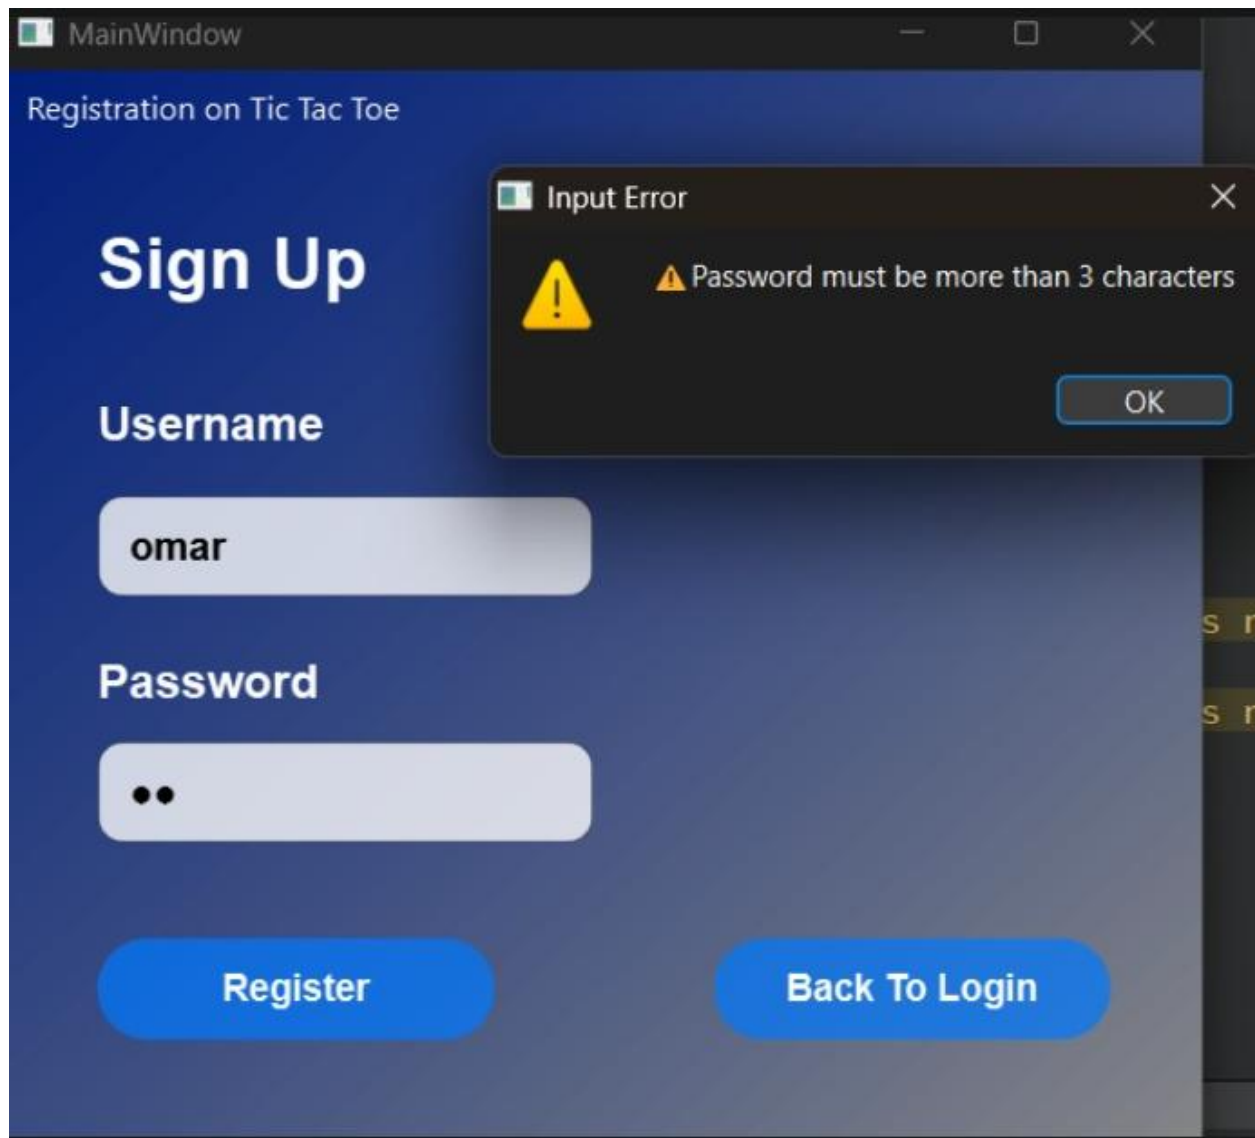 MainWindow
Registration on Tic Tac Toe
Input Error
⚠ Password must be more than 3 characters
OK
Sign Up
Username
omar
Password
••
Register
Back To Login
s r
s r